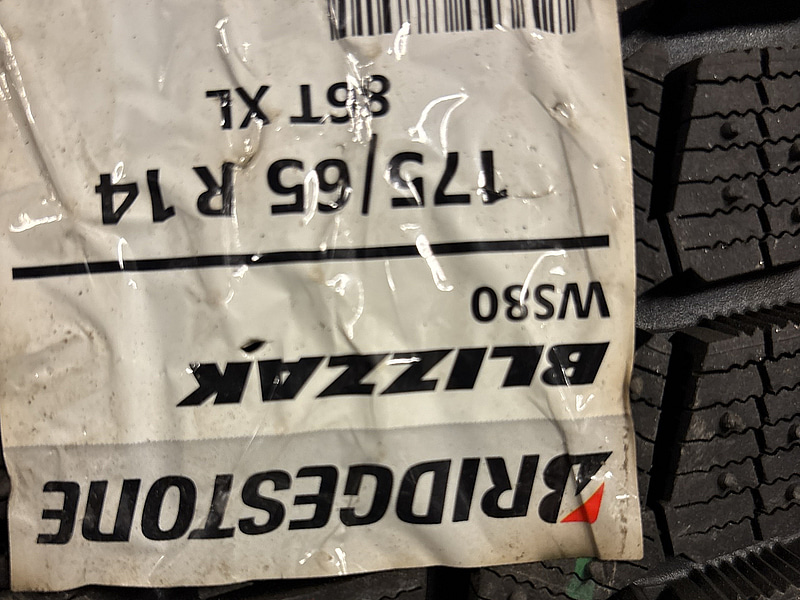 BRIDGESTONE
BLIZZAK
WS80
175/65 R 14
86T XL